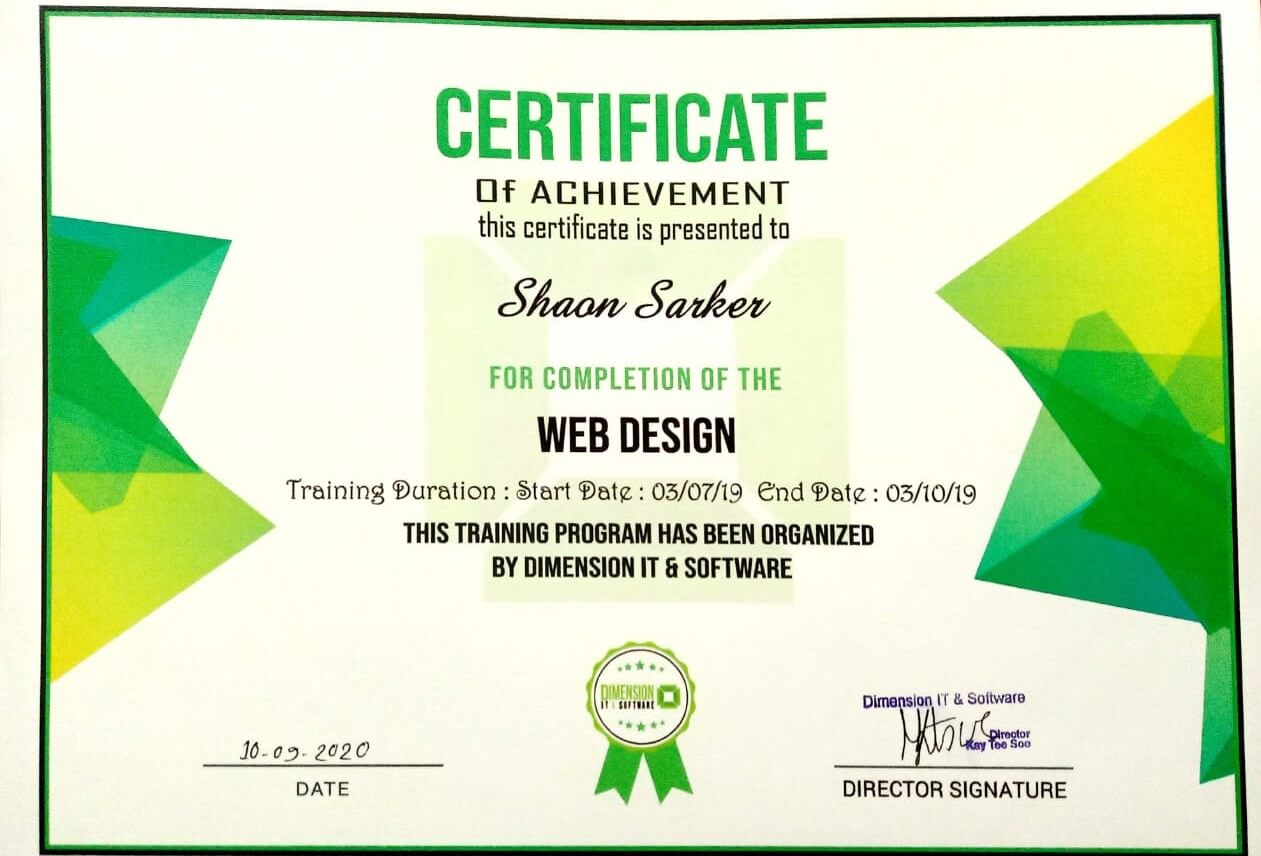 CERTIFICATE
Of ACHIEVEMENT
this certificate is presented to
Shaon Sarker
FOR COMPLETION OF THE
WEB DESIGN
Training Duration : Start Date : 03/07/19 End Date : 03/10/19
THIS TRAINING PROGRAM HAS BEEN ORGANIZED
BY DIMENSION IT & SOFTWARE
DIMENSION
IT & SOFTWARE
10-09-2020
DATE
Dimension IT & Software
Director
Kay Tee Soo
DIRECTOR SIGNATURE